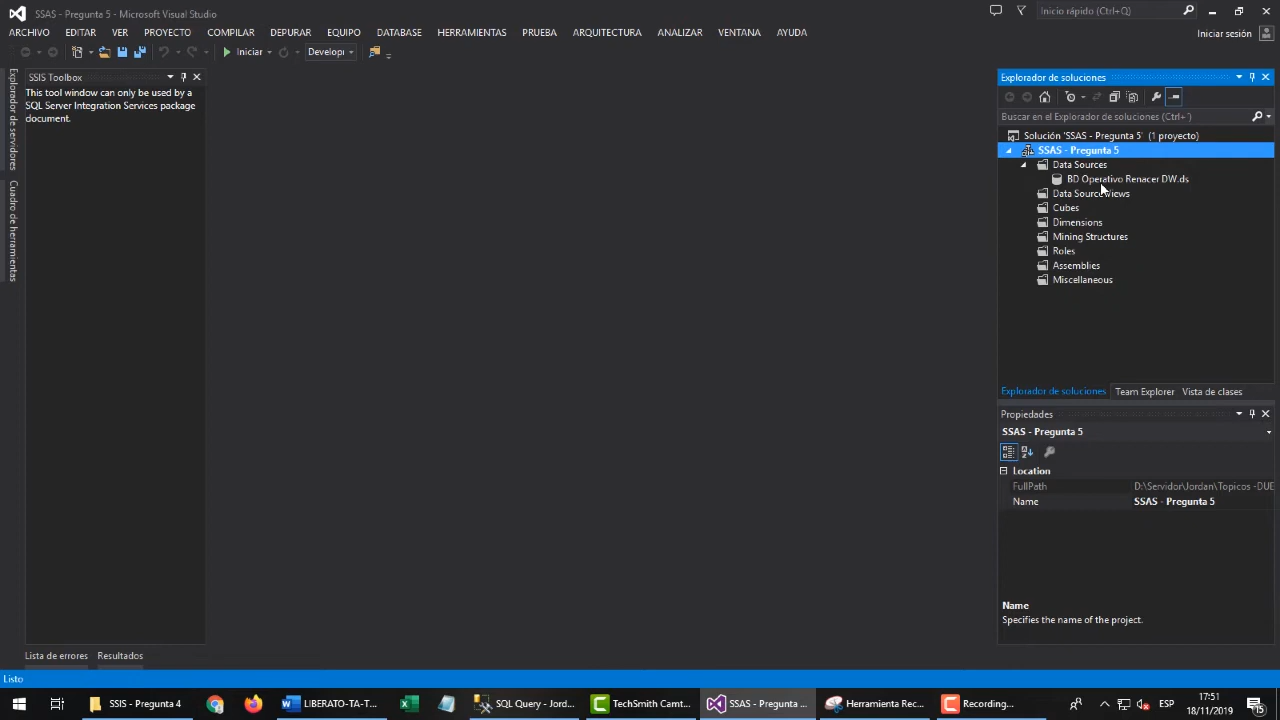 SSAS - Pregunta 5 - Microsoft Visual Studio
Inicio rápido (Ctrl+Q)
ARCHIVO EDITAR VER PROYECTO COMPILAR DEPURAR EQUIPO DATABASE HERRAMIENTAS PRUEBA ARQUITECTURA ANALIZAR VENTANA AYUDA
Iniciar sesión
Iniciar Developi
Explorador de servidores
Cuadro de herramientas
SSIS Toolbox
This tool window can only be used by a
SQL Server Integration Services package
document.
Explorador de soluciones
Buscar en el Explorador de soluciones (Ctrl+´)
Solución 'SSAS - Pregunta 5' (1 proyecto)
SSAS - Pregunta 5
Data Sources
BD Operativo Renacer DW.ds
Data Source Views
Cubes
Dimensions
Mining Structures
Roles
Assemblies
Miscellaneous
Explorador de soluciones Team Explorer Vista de clases
Propiedades
SSAS - Pregunta 5
Location
FullPath D:\Servidor\Jordan\Topicos -DUE
Name SSAS - Pregunta 5
Name
Specifies the name of the project.
Lista de errores Resultados
Listo
SSIS - Pregunta 4
LIBERATO-TA-T...
SQL Query - Jord...
TechSmith Camt...
SSAS - Pregunta ...
Herramienta Rec...
Recording...
ESP
17:51
18/11/2019
15